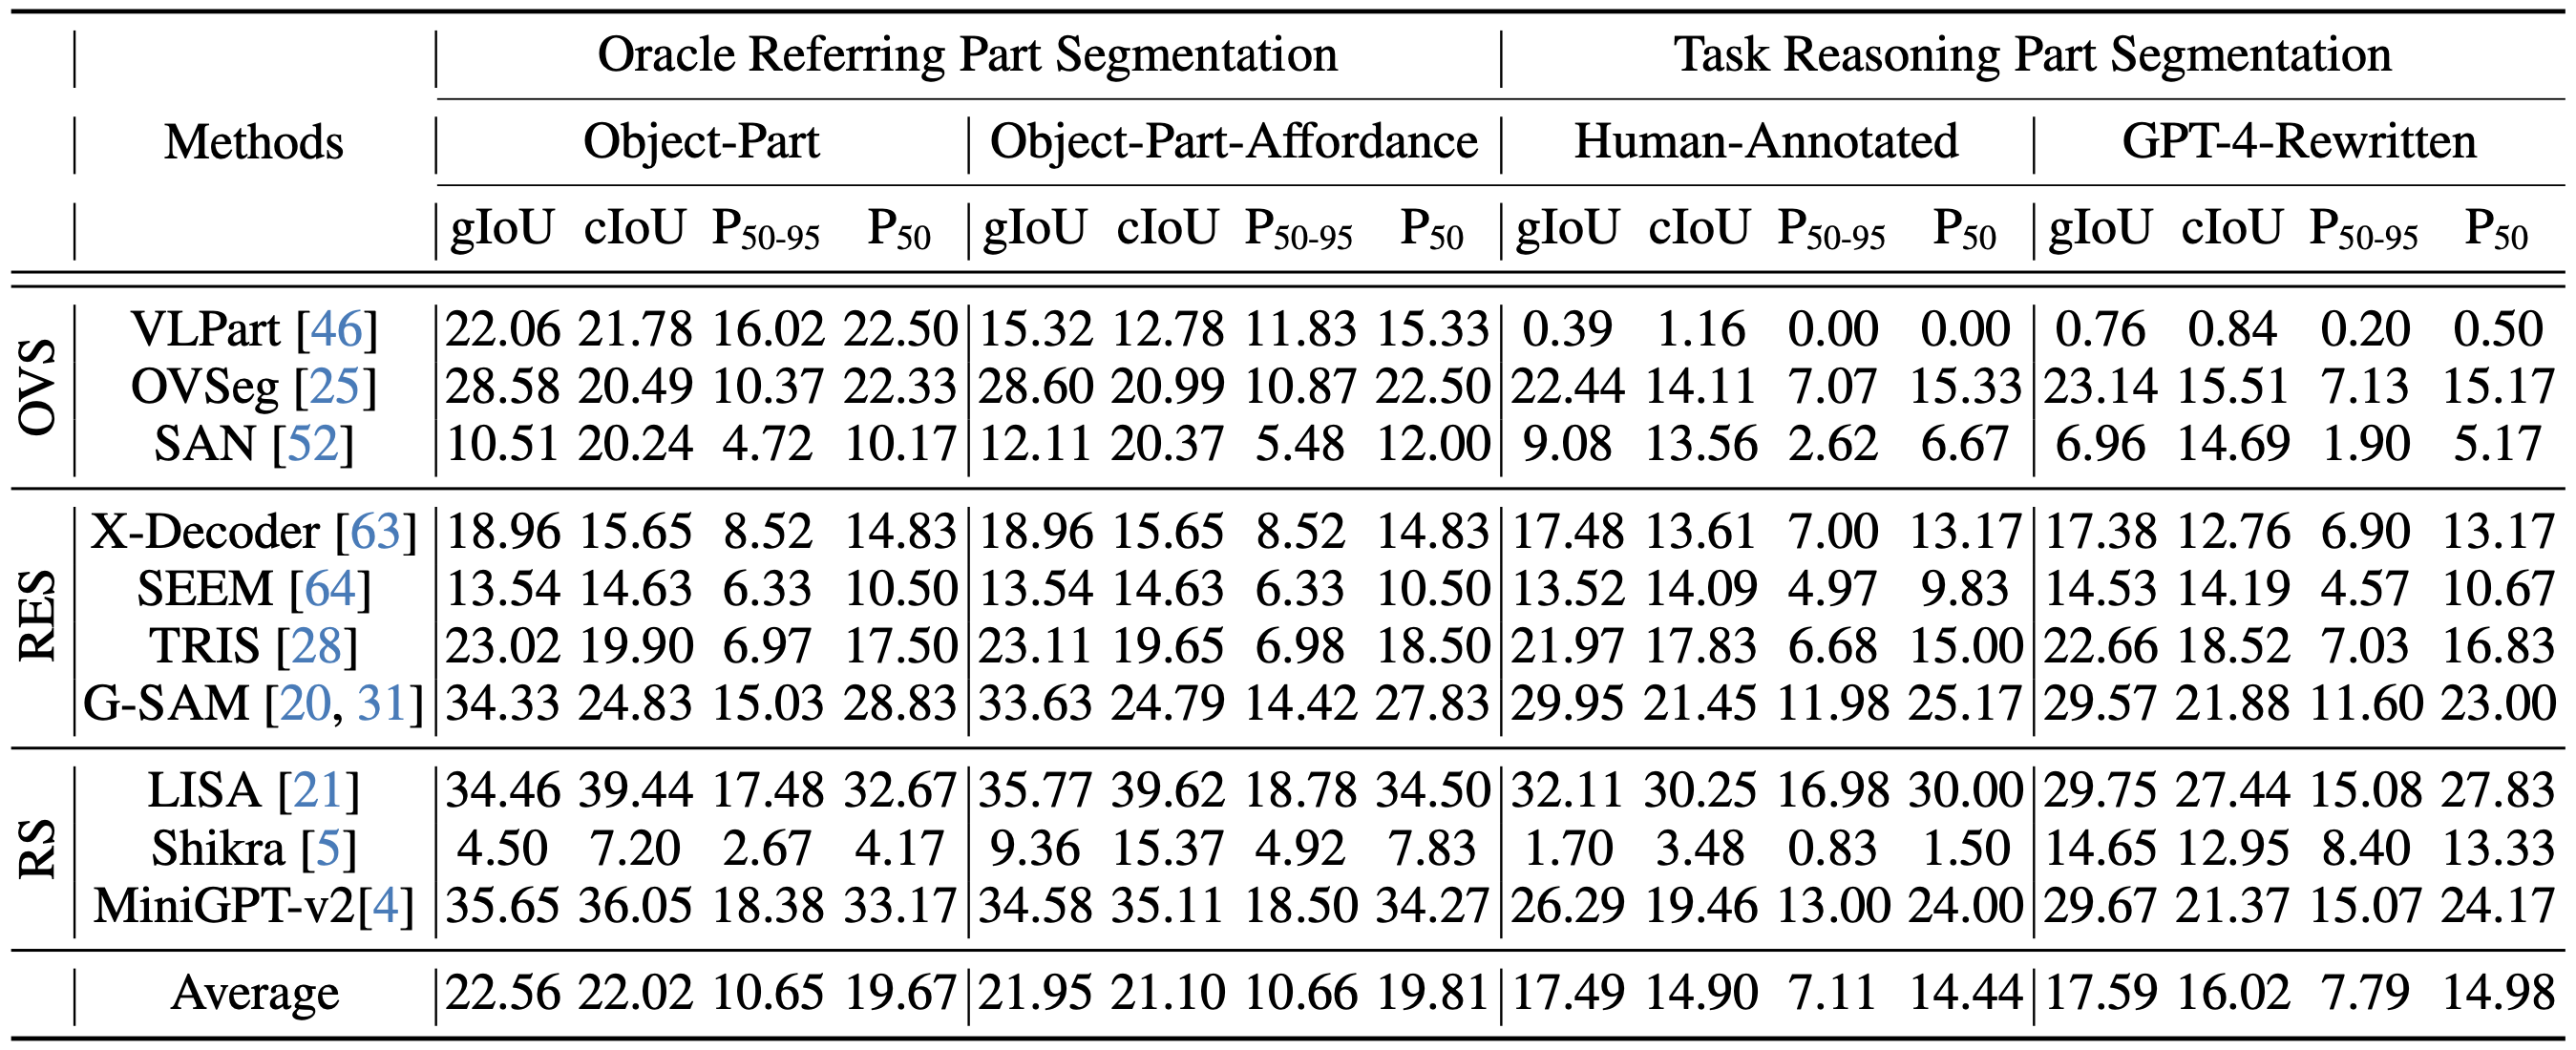 Oracle Referring Part Segmentation Task Reasoning Part Segmentation
Methods Object-Part Object-Part-Affordance Human-Annotated GPT-4-Rewritten
gIoU cIoU P50-95 P50 gIoU cIoU P50-95 P50 gIoU cIoU P50-95 P50 gIoU cIoU P50-95 P50
OVS
VLPart [46] 22.06 21.78 16.02 22.50 15.32 12.78 11.83 15.33 0.39 1.16 0.00 0.00 0.76 0.84 0.20 0.50
OVSeg [25] 28.58 20.49 10.37 22.33 28.60 20.99 10.87 22.50 22.44 14.11 7.07 15.33 23.14 15.51 7.13 15.17
SAN [52] 10.51 20.24 4.72 10.17 12.11 20.37 5.48 12.00 9.08 13.56 2.62 6.67 6.96 14.69 1.90 5.17
RES
X-Decoder [63] 18.96 15.65 8.52 14.83 18.96 15.65 8.52 14.83 17.48 13.61 7.00 13.17 17.38 12.76 6.90 13.17
SEEM [64] 13.54 14.63 6.33 10.50 13.54 14.63 6.33 10.50 13.52 14.09 4.97 9.83 14.53 14.19 4.57 10.67
TRIS [28] 23.02 19.90 6.97 17.50 23.11 19.65 6.98 18.50 21.97 17.83 6.68 15.00 22.66 18.52 7.03 16.83
G-SAM [20, 31] 34.33 24.83 15.03 28.83 33.63 24.79 14.42 27.83 29.95 21.45 11.98 25.17 29.57 21.88 11.60 23.00
RS
LISA [21] 34.46 39.44 17.48 32.67 35.77 39.62 18.78 34.50 32.11 30.25 16.98 30.00 29.75 27.44 15.08 27.83
Shikra [5] 4.50 7.20 2.67 4.17 9.36 15.37 4.92 7.83 1.70 3.48 0.83 1.50 14.65 12.95 8.40 13.33
MiniGPT-v2[4] 35.65 36.05 18.38 33.17 34.58 35.11 18.50 34.27 26.29 19.46 13.00 24.00 29.67 21.37 15.07 24.17
Average 22.56 22.02 10.65 19.67 21.95 21.10 10.66 19.81 17.49 14.90 7.11 14.44 17.59 16.02 7.79 14.98